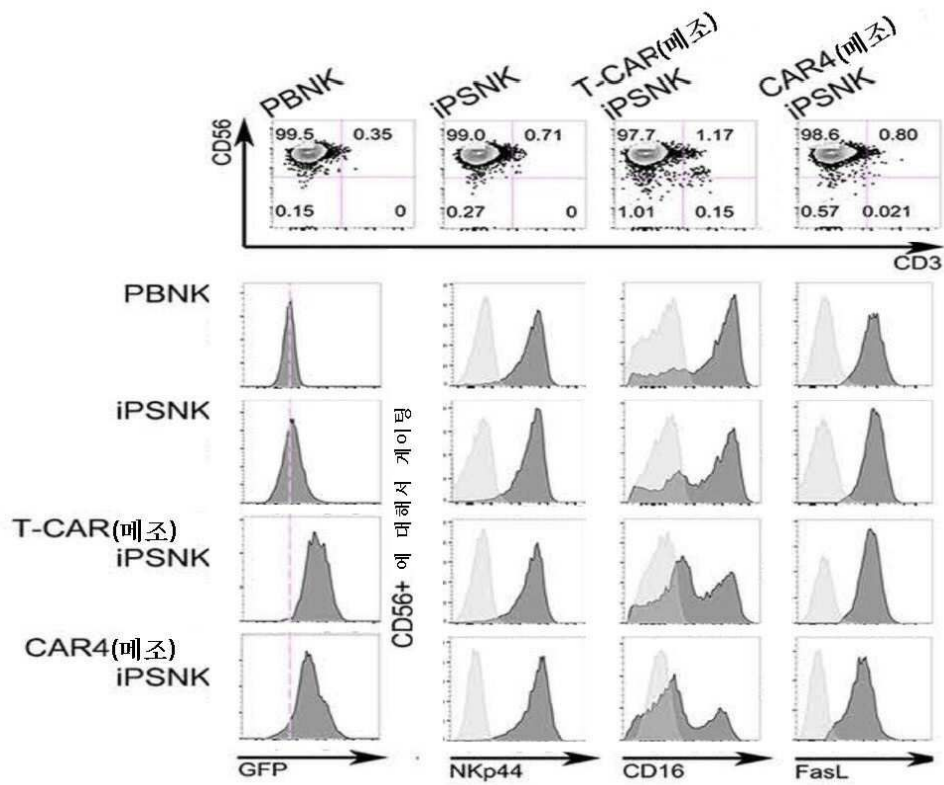 PBNK
iPSNK
T-CAR(메조)
iPSNK
CAR4(메조)
iPSNK
CD56
99.5 0.35
0.15 0
99.0 0.71
0.27 0
97.7 1.17
1.01 0.15
98.6 0.80
0.57 0.021
CD3
PBNK
iPSNK
T-CAR(메조)
iPSNK
CAR4(메조)
iPSNK
CD56+ 에 대해서 게이팅
GFP
NKp44
CD16
FasL